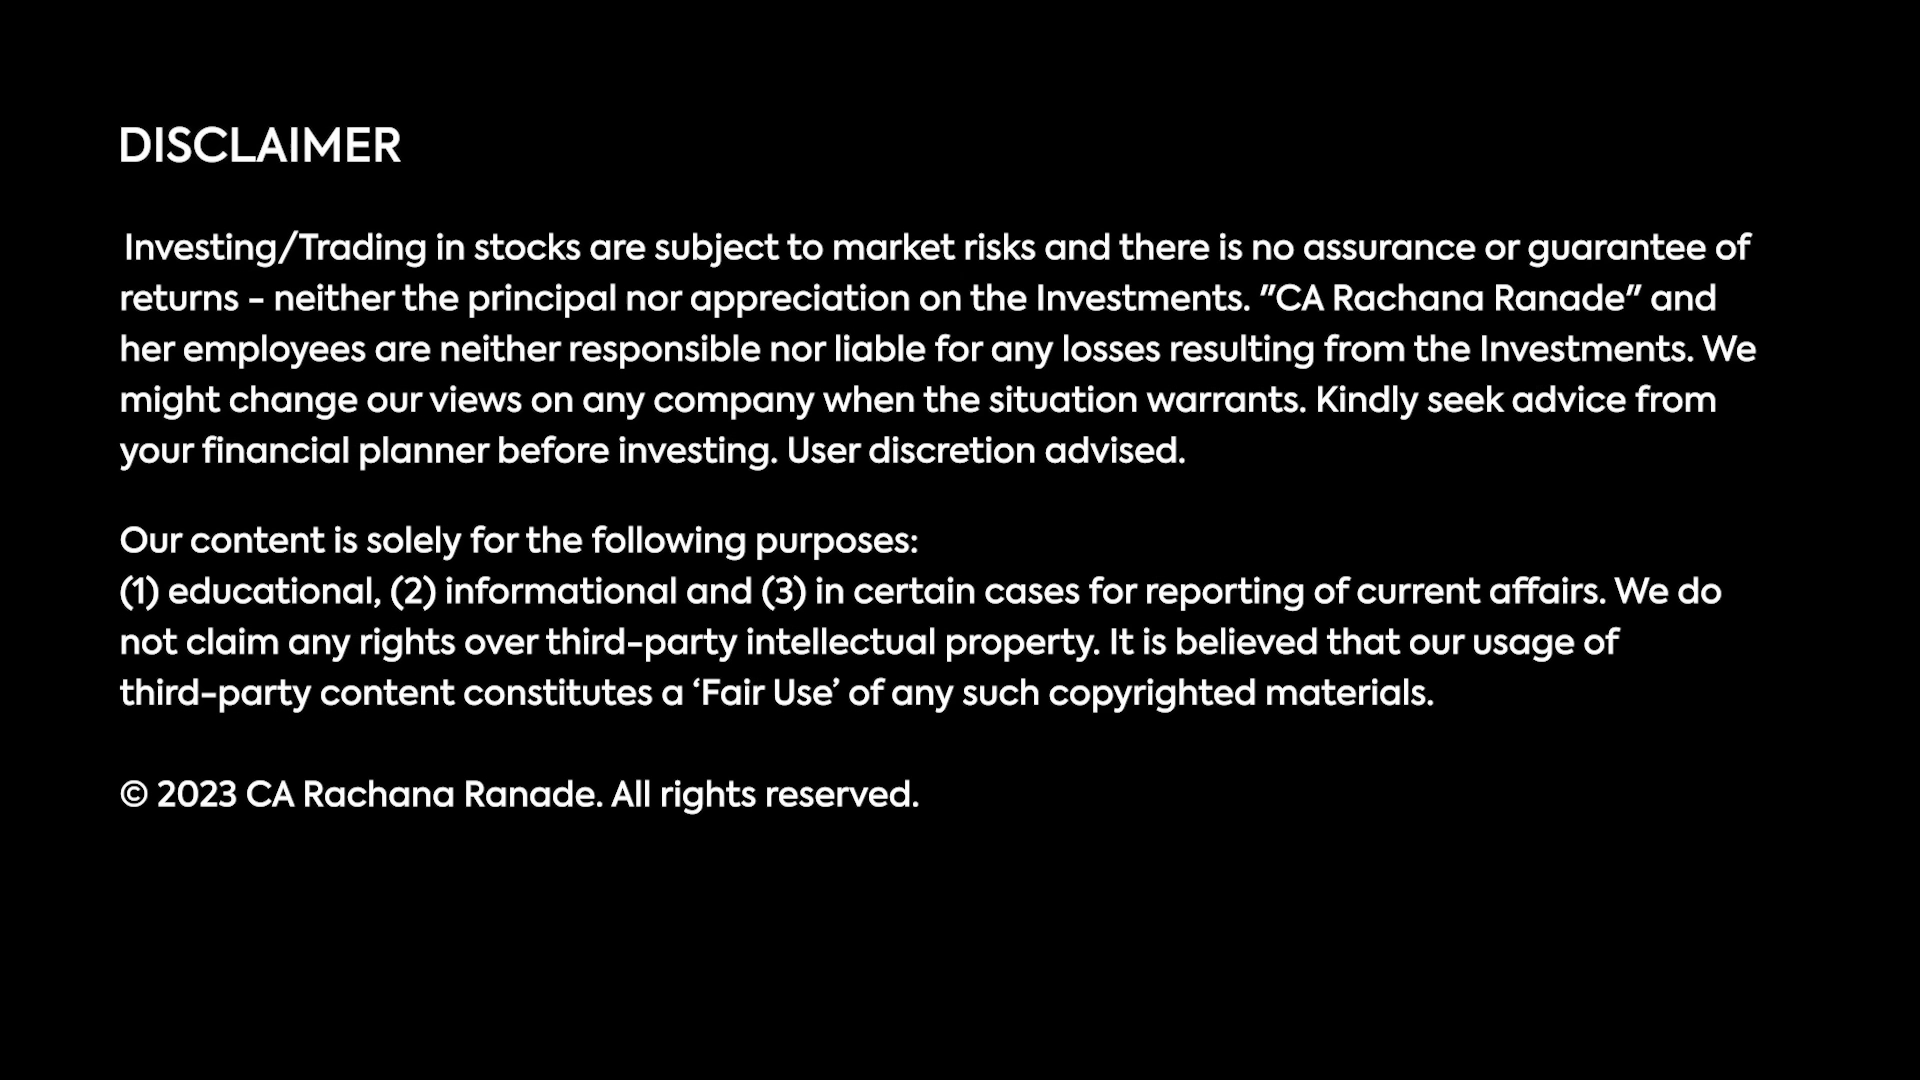 DISCLAIMER
Investing/Trading in stocks are subject to market risks and there is no assurance or guarantee of
returns - neither the principal nor appreciation on the Investments. "CA Rachana Ranade" and
her employees are neither responsible nor liable for any losses resulting from the Investments. We
might change our views on any company when the situation warrants. Kindly seek advice from
your financial planner before investing. User discretion advised.
Our content is solely for the following purposes:
(1) educational, (2) informational and (3) in certain cases for reporting of current affairs. We do
not claim any rights over third-party intellectual property. It is believed that our usage of
third-party content constitutes a ‘Fair Use’ of any such copyrighted materials.
© 2023 CA Rachana Ranade. All rights reserved.